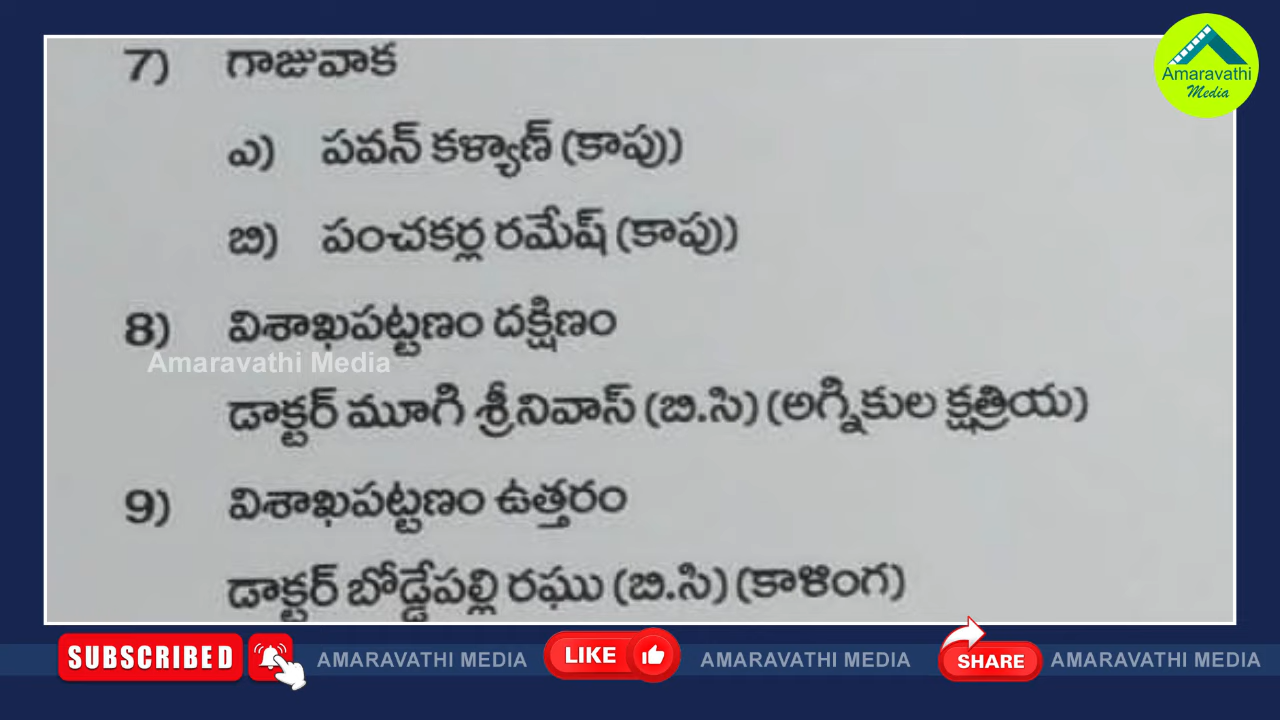 Amaravathi
Media
7) గాజువాక
ఎ) పవన్ కళ్యాణ్ (కాపు)
బి) పంచకర్ల రమేష్ (కాపు)
8) విశాఖపట్టణం దక్షిణం
Amaravathi Media
డాక్టర్ మూగి శ్రీనివాస్ (బి.సి) (అగ్నికుల క్షత్రియ)
9) విశాఖపట్టణం ఉత్తరం
డాక్టర్ బోడ్డేపల్లి రఘు (బి.సి) (కాళింగ)
SUBSCRIBED AMARAVATHI MEDIA LIKE AMARAVATHI MEDIA SHARE AMARAVATHI MEDIA